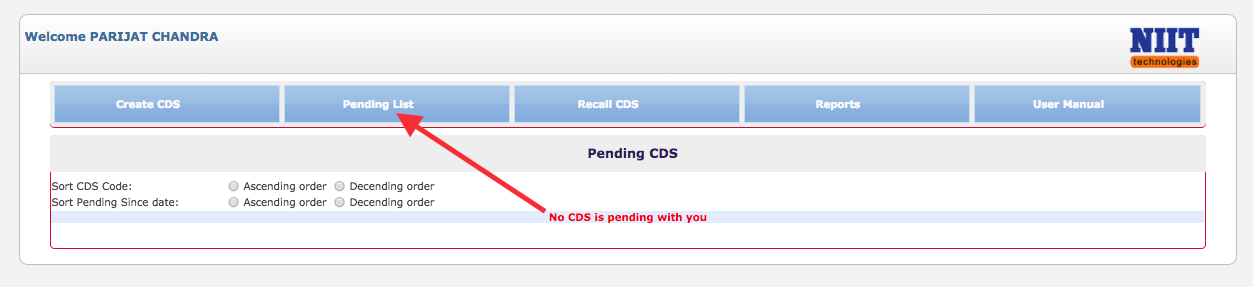 Welcome PARIJAT CHANDRA
NIIT
technologies
Create CDS Pending List Recall CDS Reports User Manual
Pending CDS
Sort CDS Code: Ascending order Decending order
Sort Pending Since date: Ascending order Decending order
No CDS is pending with you